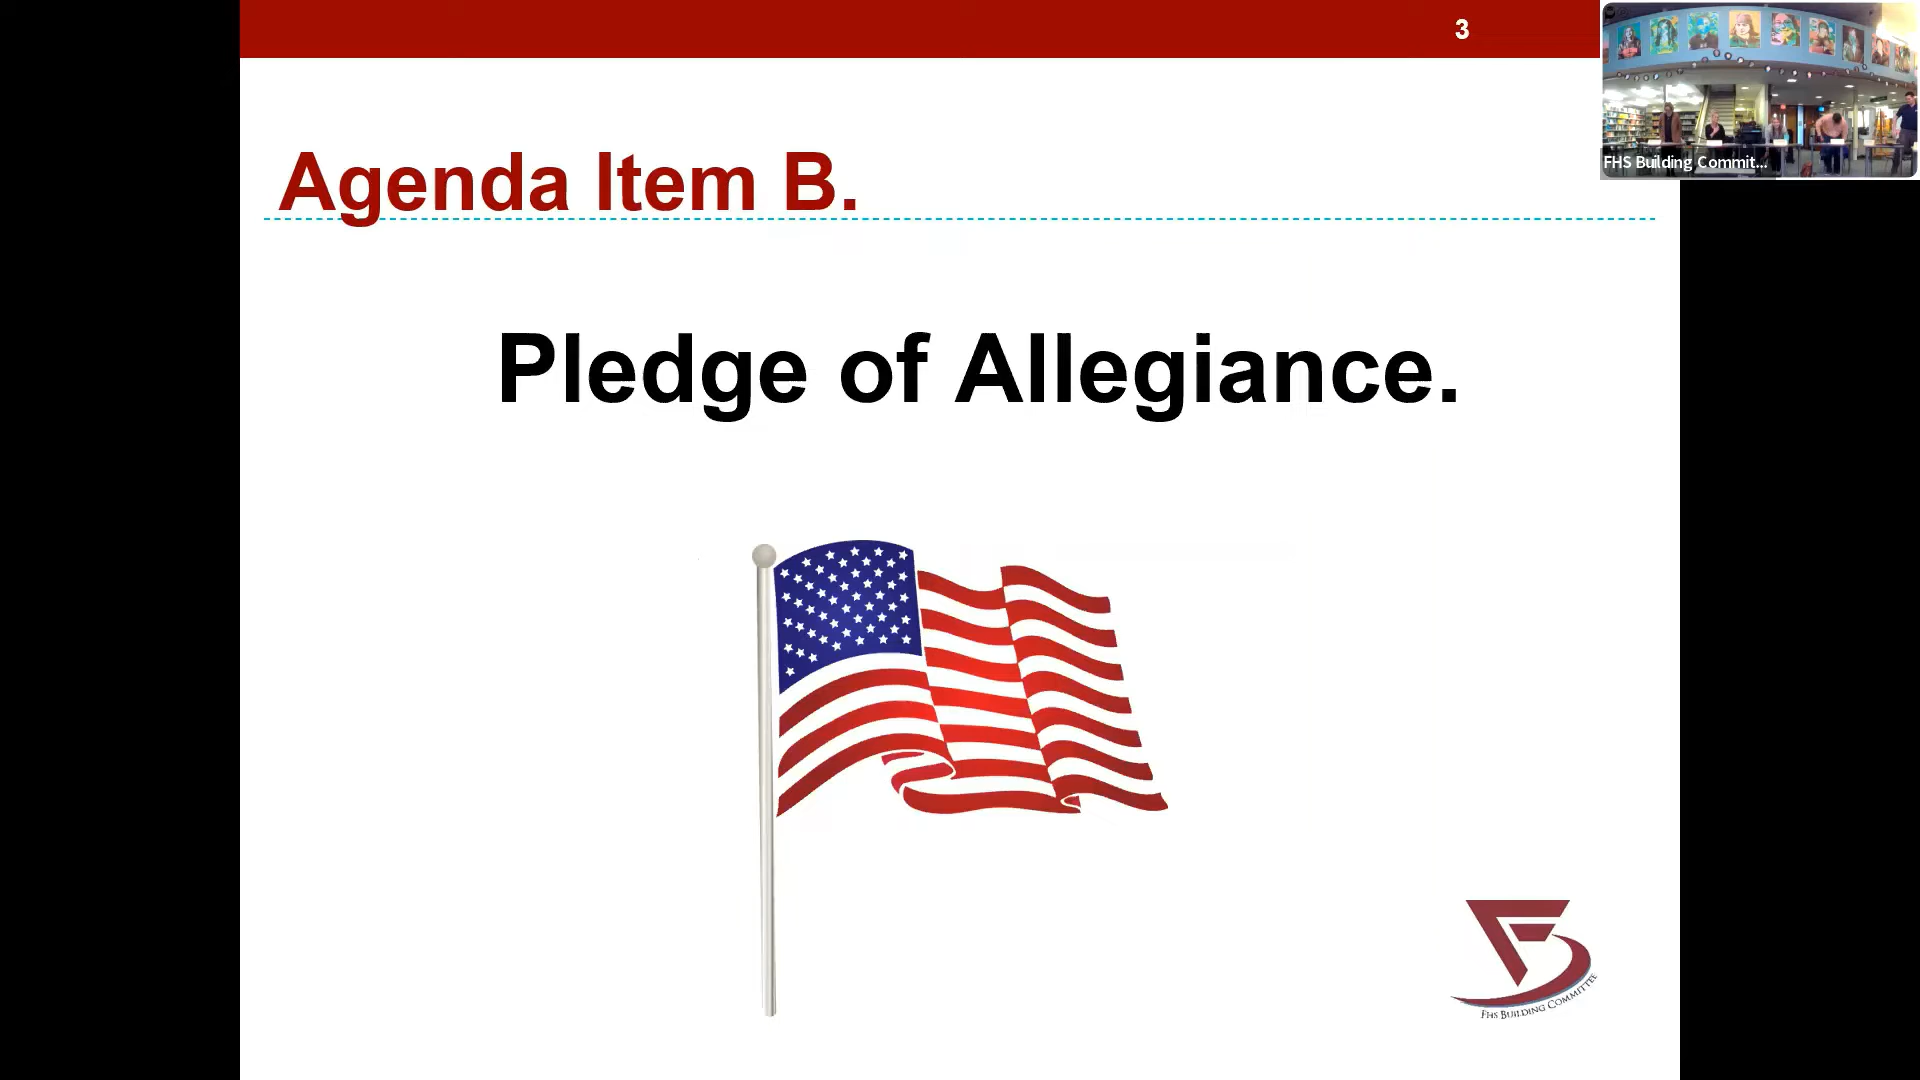 3
FHS Building Commit...
Agenda Item B.
Pledge of Allegiance.
FHS BUILDING COMMITTEE